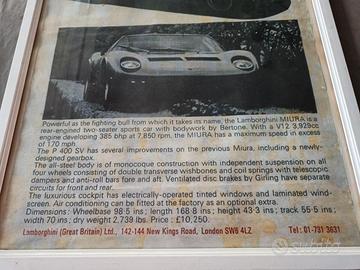 Powerful as the fighting bull from which it takes its name, the Lamborghini MIURA is a
rear-engined two-seater sports car with bodywork by Bertone. With a V12 3,929cc
engine developing 385 bhp at 7,850 rpm, the MIURA has a maximum speed in excess
of 170 mph.
The P 400 SV has several improvements on the previous Miura, including a newly-
designed gearbox.
The all-steel body is of monocoque construction with independent suspension on all
four wheels consisting of double transverse wishbones and coil springs with telescopic
dampers and anti-roll bars fore and aft. Ventilated disc brakes by Girling have separate
circuits for front and rear.
The luxurious cockpit has electrically-operated tinted windows and laminated wind-
screen. Air conditioning can be fitted at the factory as an optional extra.
Dimensions: Wheelbase 98·5 ins; length 168·8 ins; height 43·3 ins; track 55·5 ins;
width 70 ins; dry weight 2,739 lbs. Price: £10,250.
Lamborghini (Great Britain) Ltd., 142-144 New Kings Road, London SW6 4LZ Tel: 01-731 3631
subito